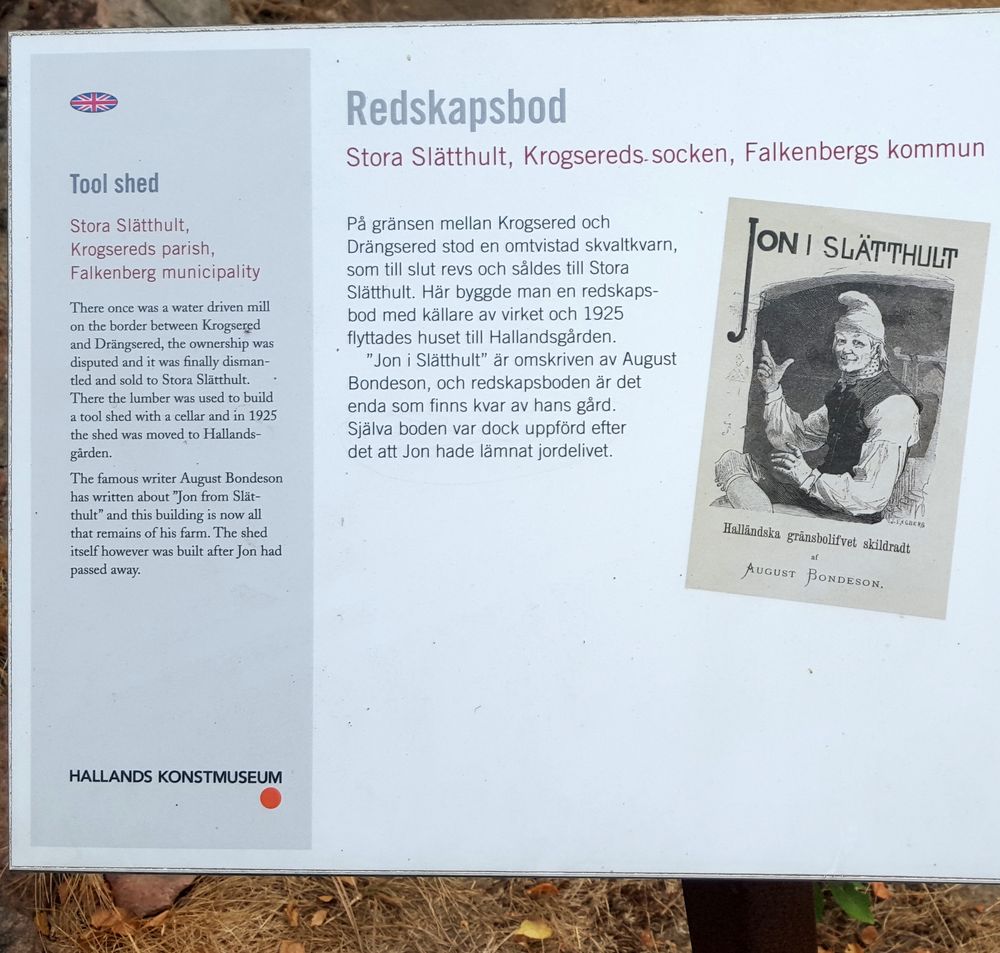 Tool shed
Stora Slätthult,
Krogsereds parish,
Falkenberg municipality
There once was a water driven mill
on the border between Krogsered
and Drängsered, the ownership was
disputed and it was finally disman-
tled and sold to Stora Slätthult.
There the lumber was used to build
a tool shed with a cellar and in 1925
the shed was moved to Hallands-
gården.
The famous writer August Bondeson
has written about ”Jon from Slät-
thult” and this building is now all
that remains of his farm. The shed
itself however was built after Jon had
passed away.
HALLANDS KONSTMUSEUM
Redskapsbod
Stora Slätthult, Krogsereds socken, Falkenbergs kommun
På gränsen mellan Krogsered och
Drängsered stod en omtvistad skvaltkvarn,
som till slut revs och såldes till Stora
Slätthult. Här byggde man en redskaps-
bod med källare av virket och 1925
flyttades huset till Hallandsgården.
”Jon i Slätthult” är omskriven av August
Bondeson, och redskapsboden är det
enda som finns kvar av hans gård.
Själva boden var dock uppförd efter
det att Jon hade lämnat jordelivet.
JON I SLÄTTHULT
Halländska gränsbolifvet skildradt
af
AUGUST BONDESON.